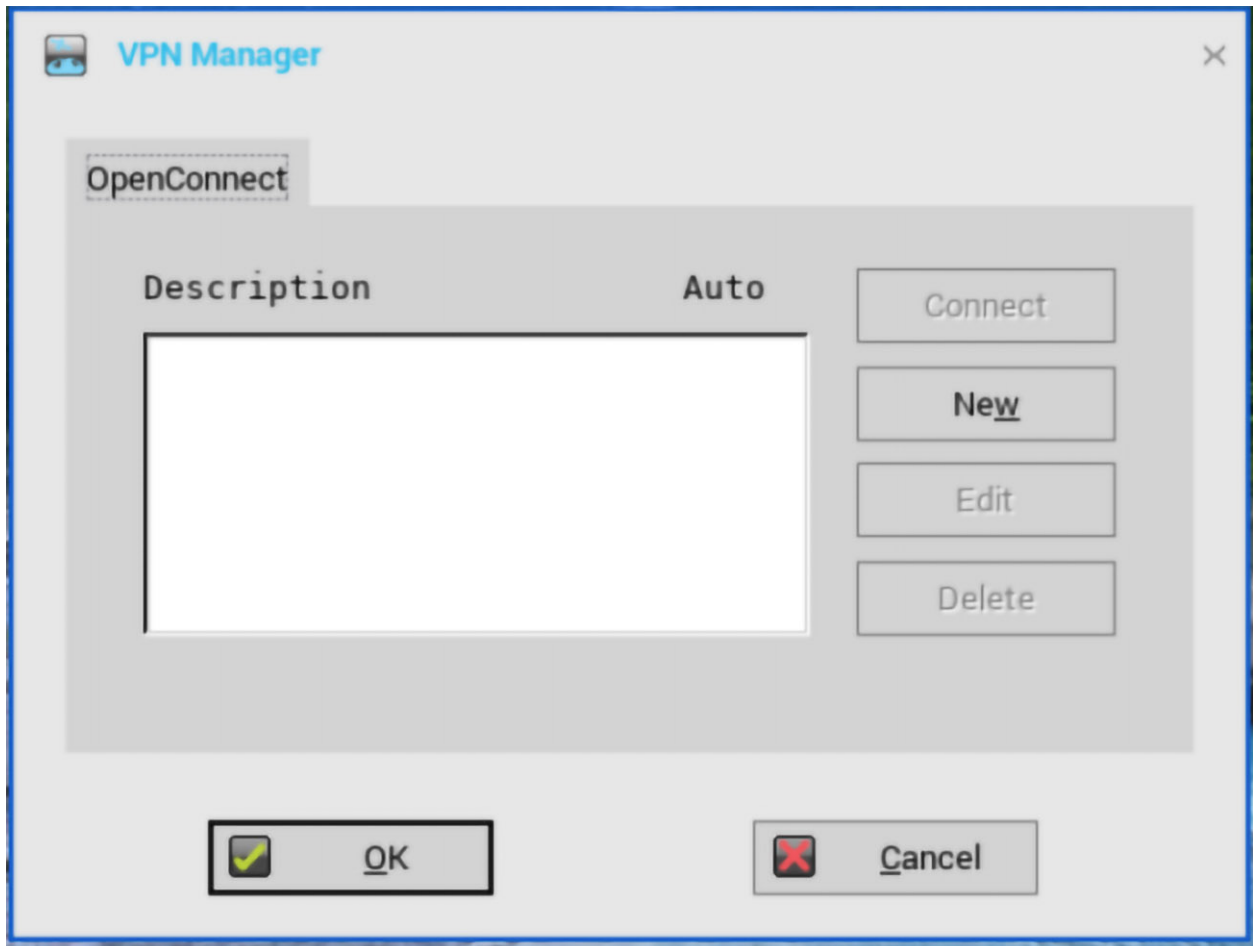 VPN Manager
OpenConnect
Description Auto
Connect
New
Edit
Delete
OK
Cancel